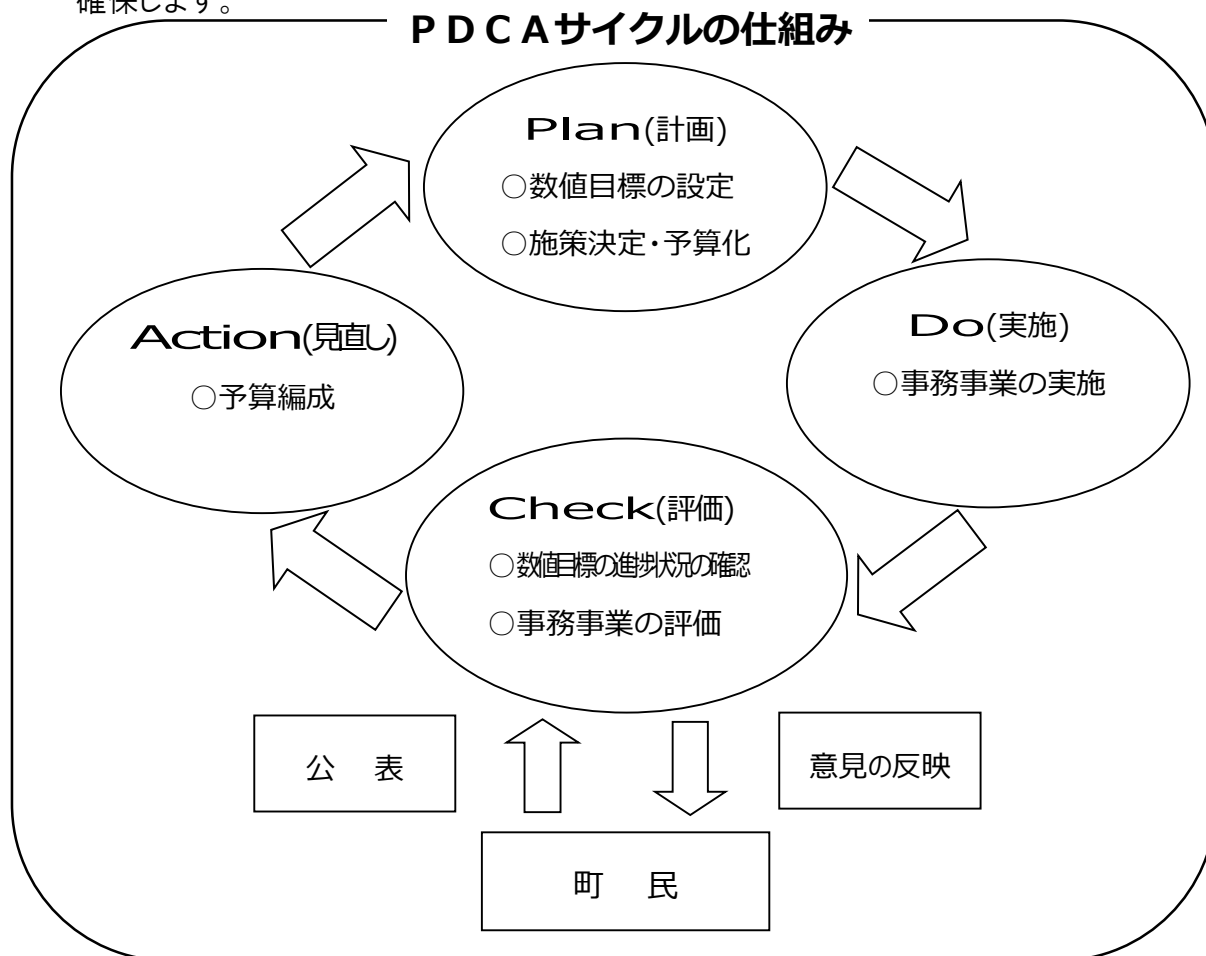 確保します。
ＰＤＣＡサイクルの仕組み
Plan(計画)
○数値目標の設定
○施策決定・予算化
Action(見直し)
○予算編成
Do(実施)
○事務事業の実施
Check(評価)
○数値目標の進捗状況の確認
○事務事業の評価
公　表
意見の反映
町　民